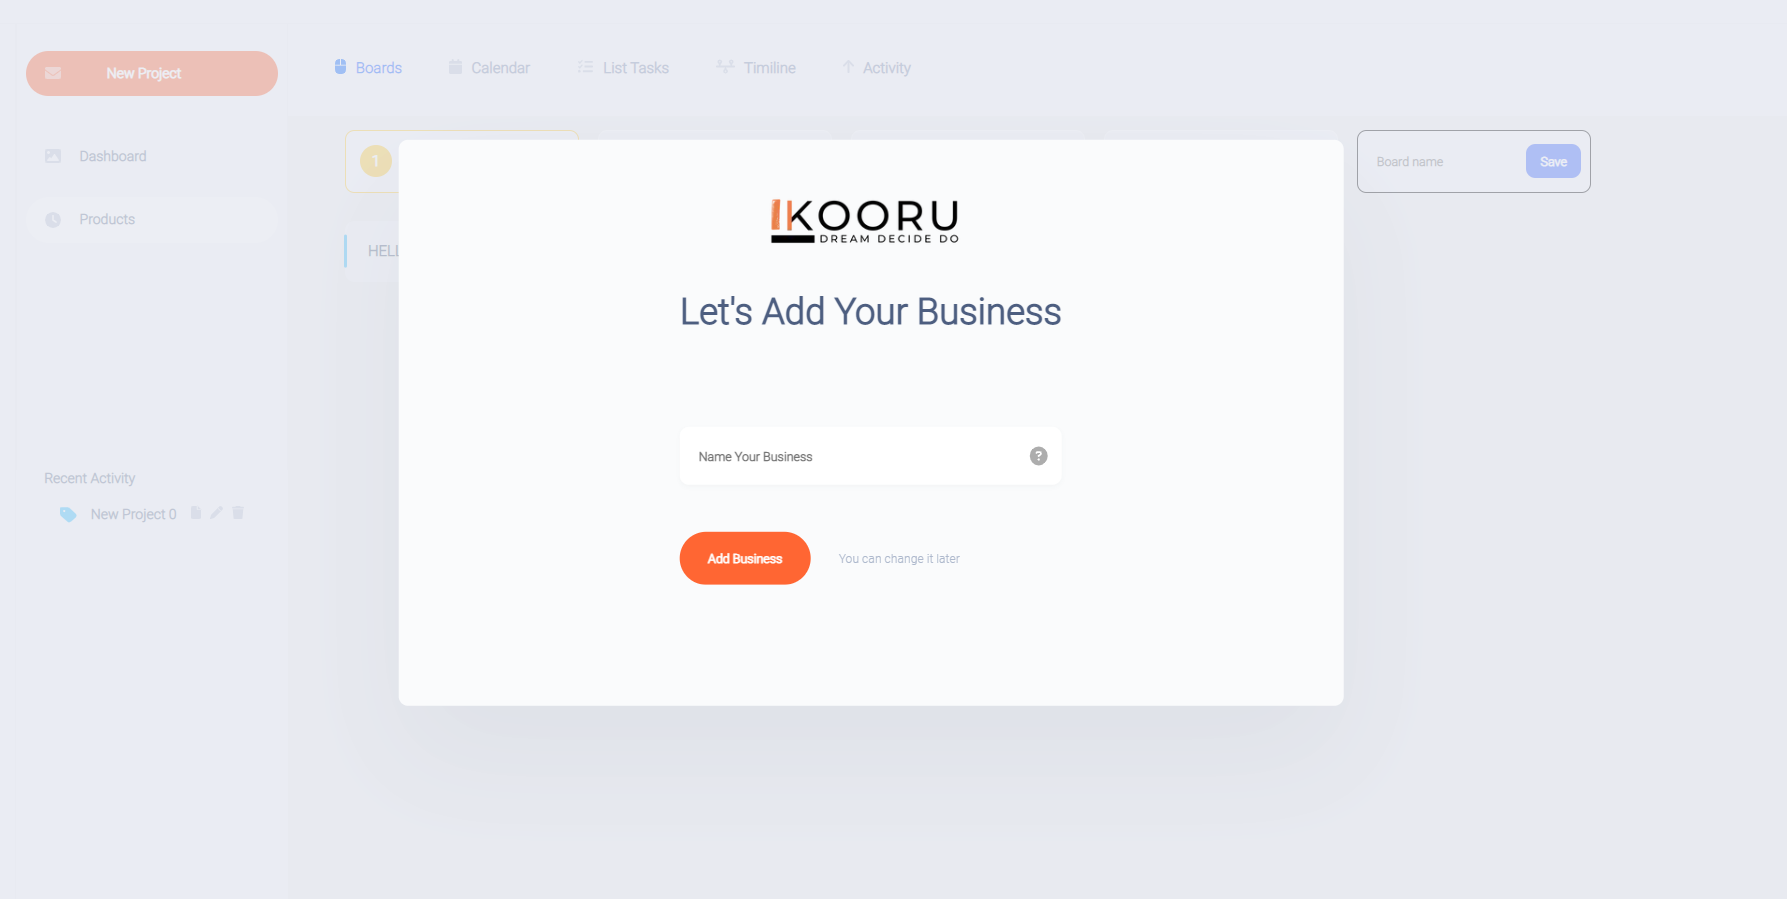 New Project
Boards
Calendar
List Tasks
Timiline
Activity
Dashboard
Products
1
Board name
Save
HELL
IKOORU
DREAM DECIDE DO
Let's Add Your Business
Name Your Business
?
Add Business
You can change it later
Recent Activity
New Project 0